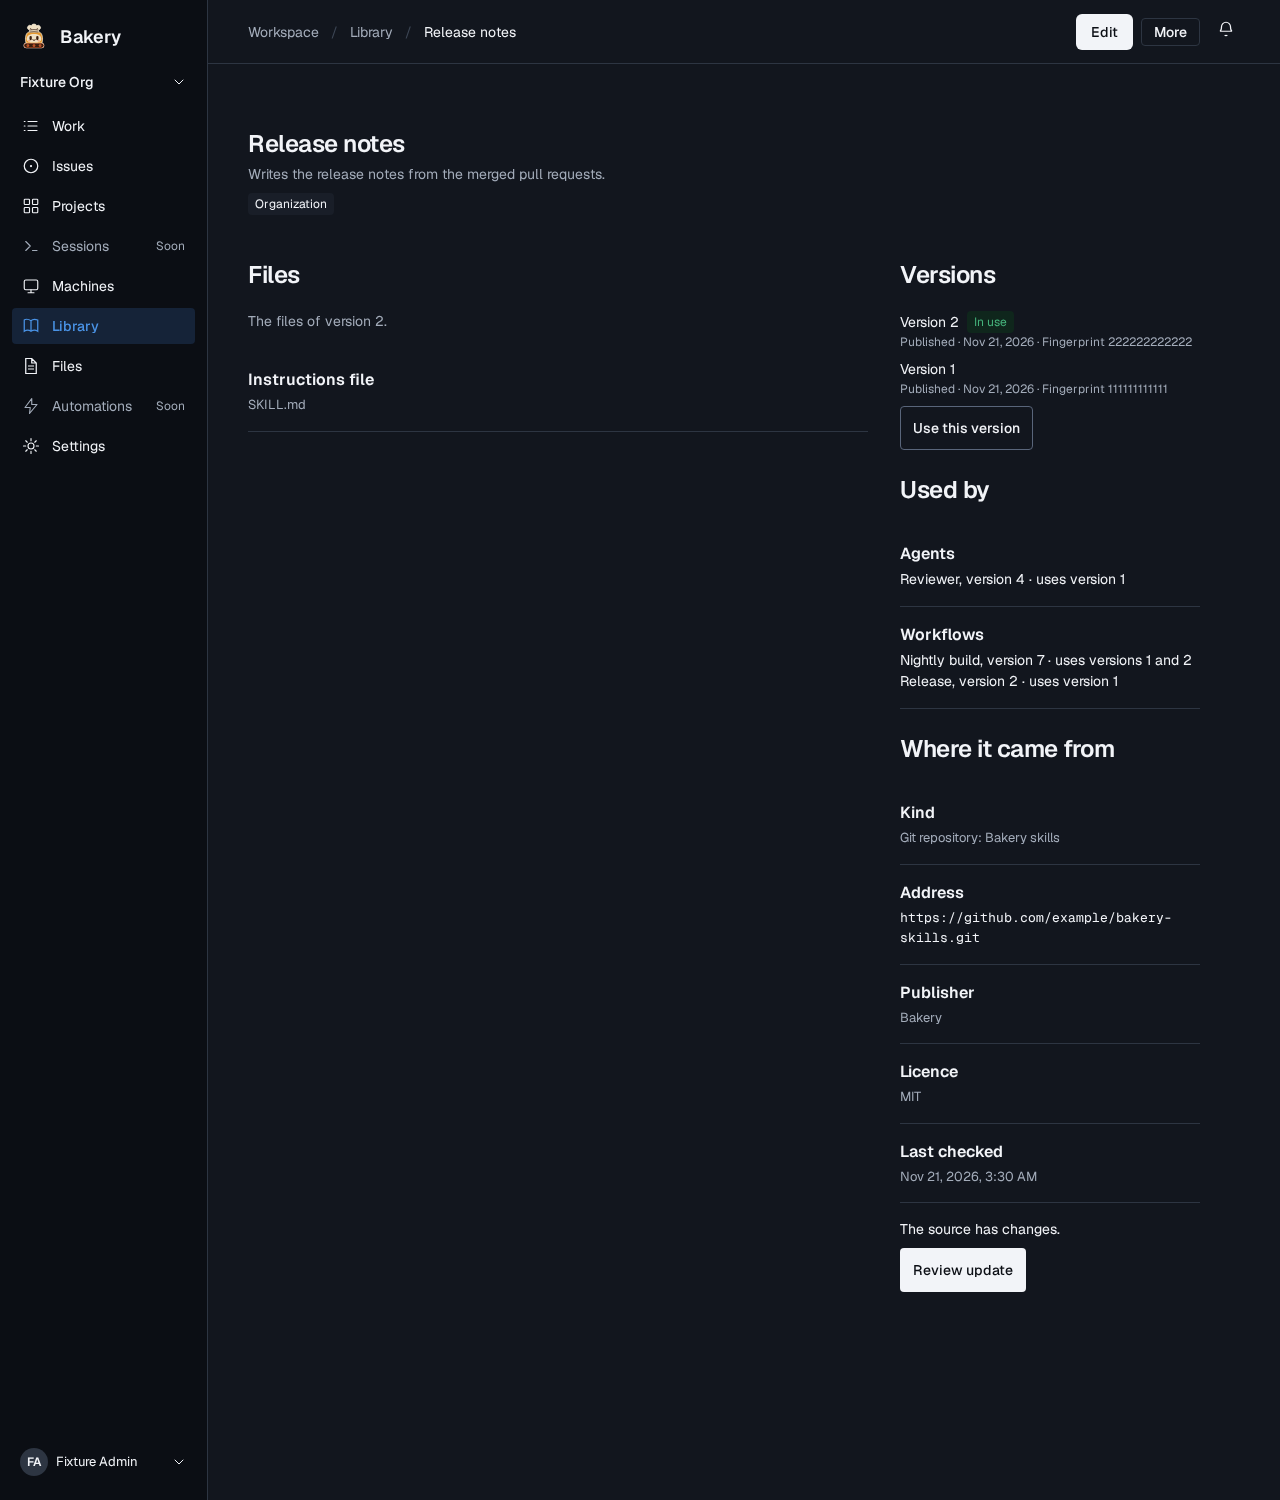 Bakery
Fixture Org
Work
Issues
Projects
Sessions Soon
Machines
Library
Files
Automations Soon
Settings
FA Fixture Admin
Workspace / Library / Release notes
Edit
More
Release notes
Writes the release notes from the merged pull requests.
Organization
Files
The files of version 2.
Instructions file
SKILL.md
Versions
Version 2 In use
Published · Nov 21, 2026 · Fingerprint 222222222222
Version 1
Published · Nov 21, 2026 · Fingerprint 111111111111
Use this version
Used by
Agents
Reviewer, version 4 · uses version 1
Workflows
Nightly build, version 7 · uses versions 1 and 2
Release, version 2 · uses version 1
Where it came from
Kind
Git repository: Bakery skills
Address
https://github.com/example/bakery-
skills.git
Publisher
Bakery
Licence
MIT
Last checked
Nov 21, 2026, 3:30 AM
The source has changes.
Review update